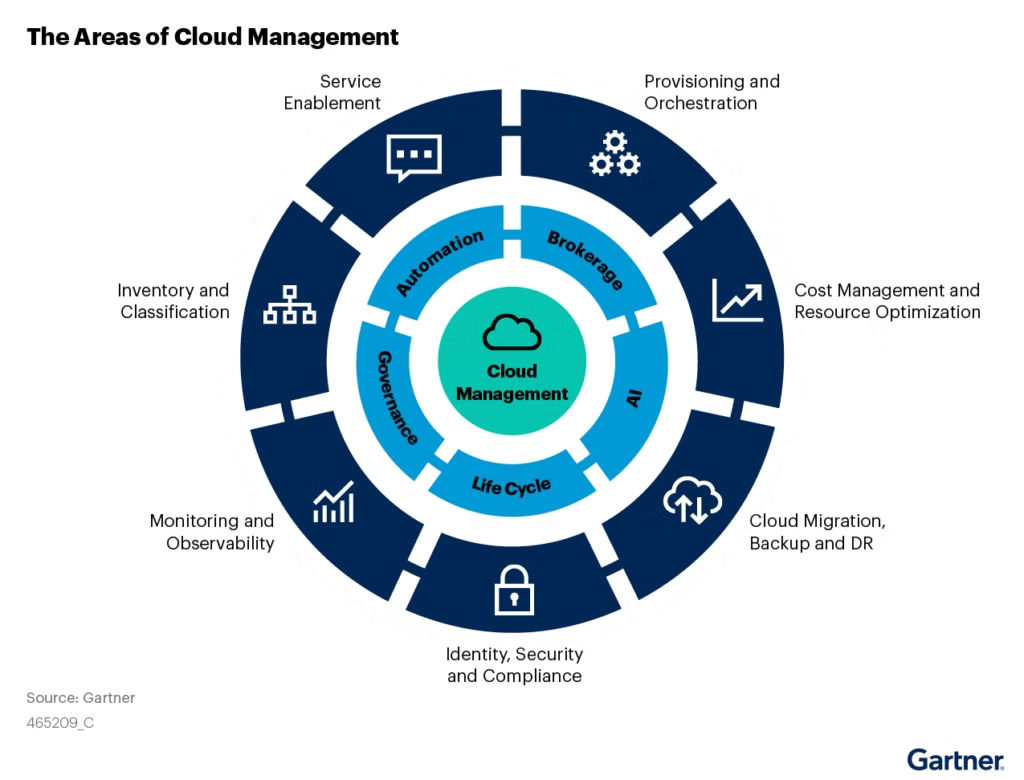 The Areas of Cloud Management
Service
Enablement
Provisioning and
Orchestration
Automation
Brokerage
Inventory and
Classification
Cost Management and
Resource Optimization
Cloud
Management
Governance
AI
Life Cycle
Monitoring and
Observability
Cloud Migration,
Backup and DR
Identity, Security
and Compliance
Source: Gartner
465209_C
Gartner.